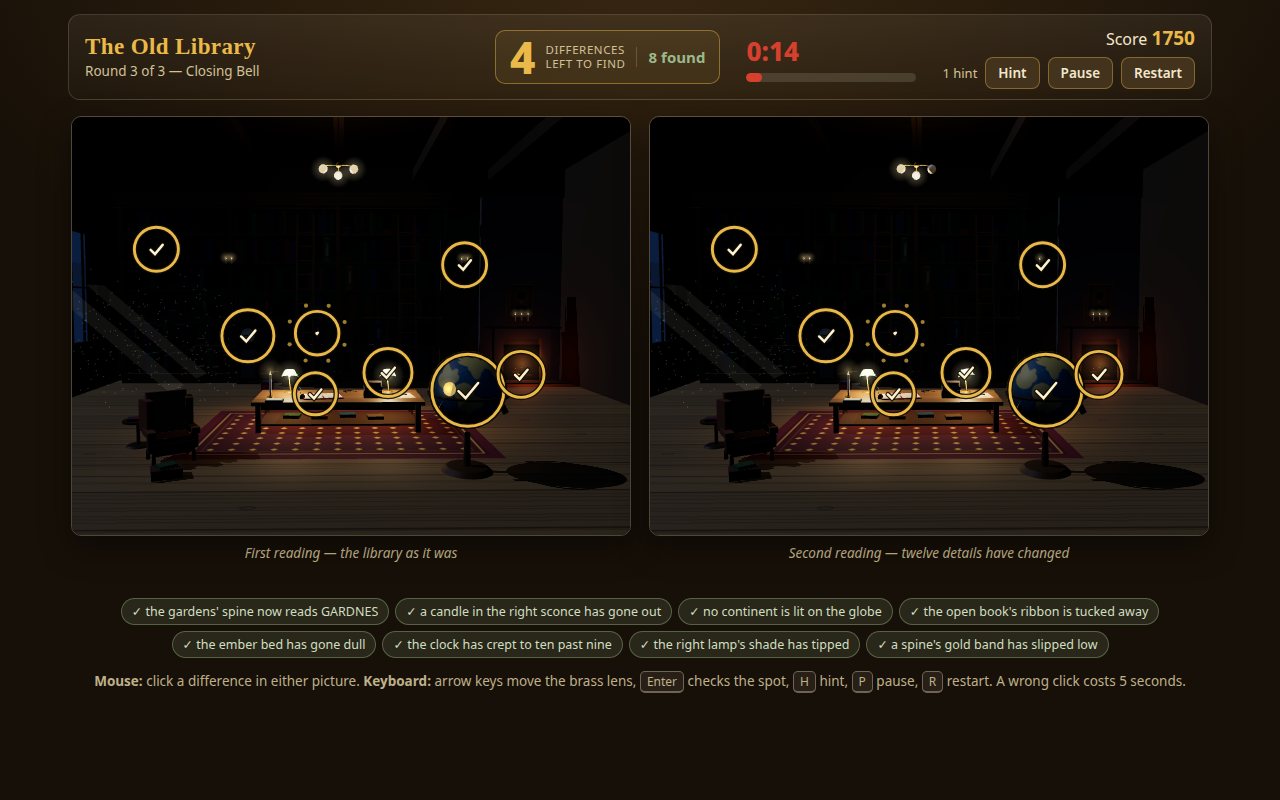 The Old Library
Round 3 of 3 — Closing Bell
4 DIFFERENCES LEFT TO FIND
8 found
0:14
Score 1750
1 hint
Hint
Pause
Restart
First reading — the library as it was
Second reading — twelve details have changed
✓ the gardens' spine now reads GARDNES
✓ a candle in the right sconce has gone out
✓ no continent is lit on the globe
✓ the open book's ribbon is tucked away
✓ the ember bed has gone dull
✓ the clock has crept to ten past nine
✓ the right lamp's shade has tipped
✓ a spine's gold band has slipped low
Mouse: click a difference in either picture. Keyboard: arrow keys move the brass lens, Enter checks the spot, H hint, P pause, R restart. A wrong click costs 5 seconds.